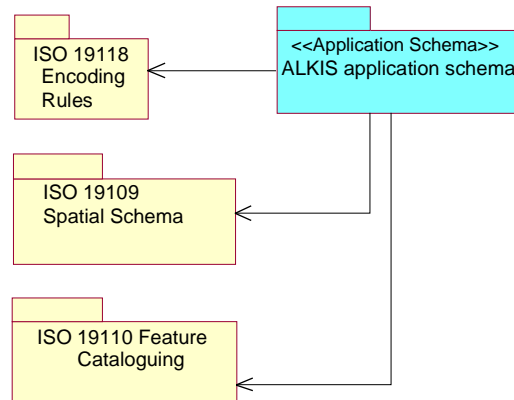 ISO 19118
Encoding
Rules
<<Application Schema>>
ALKIS application schema
ISO 19109
Spatial Schema
ISO 19110 Feature
Cataloguing